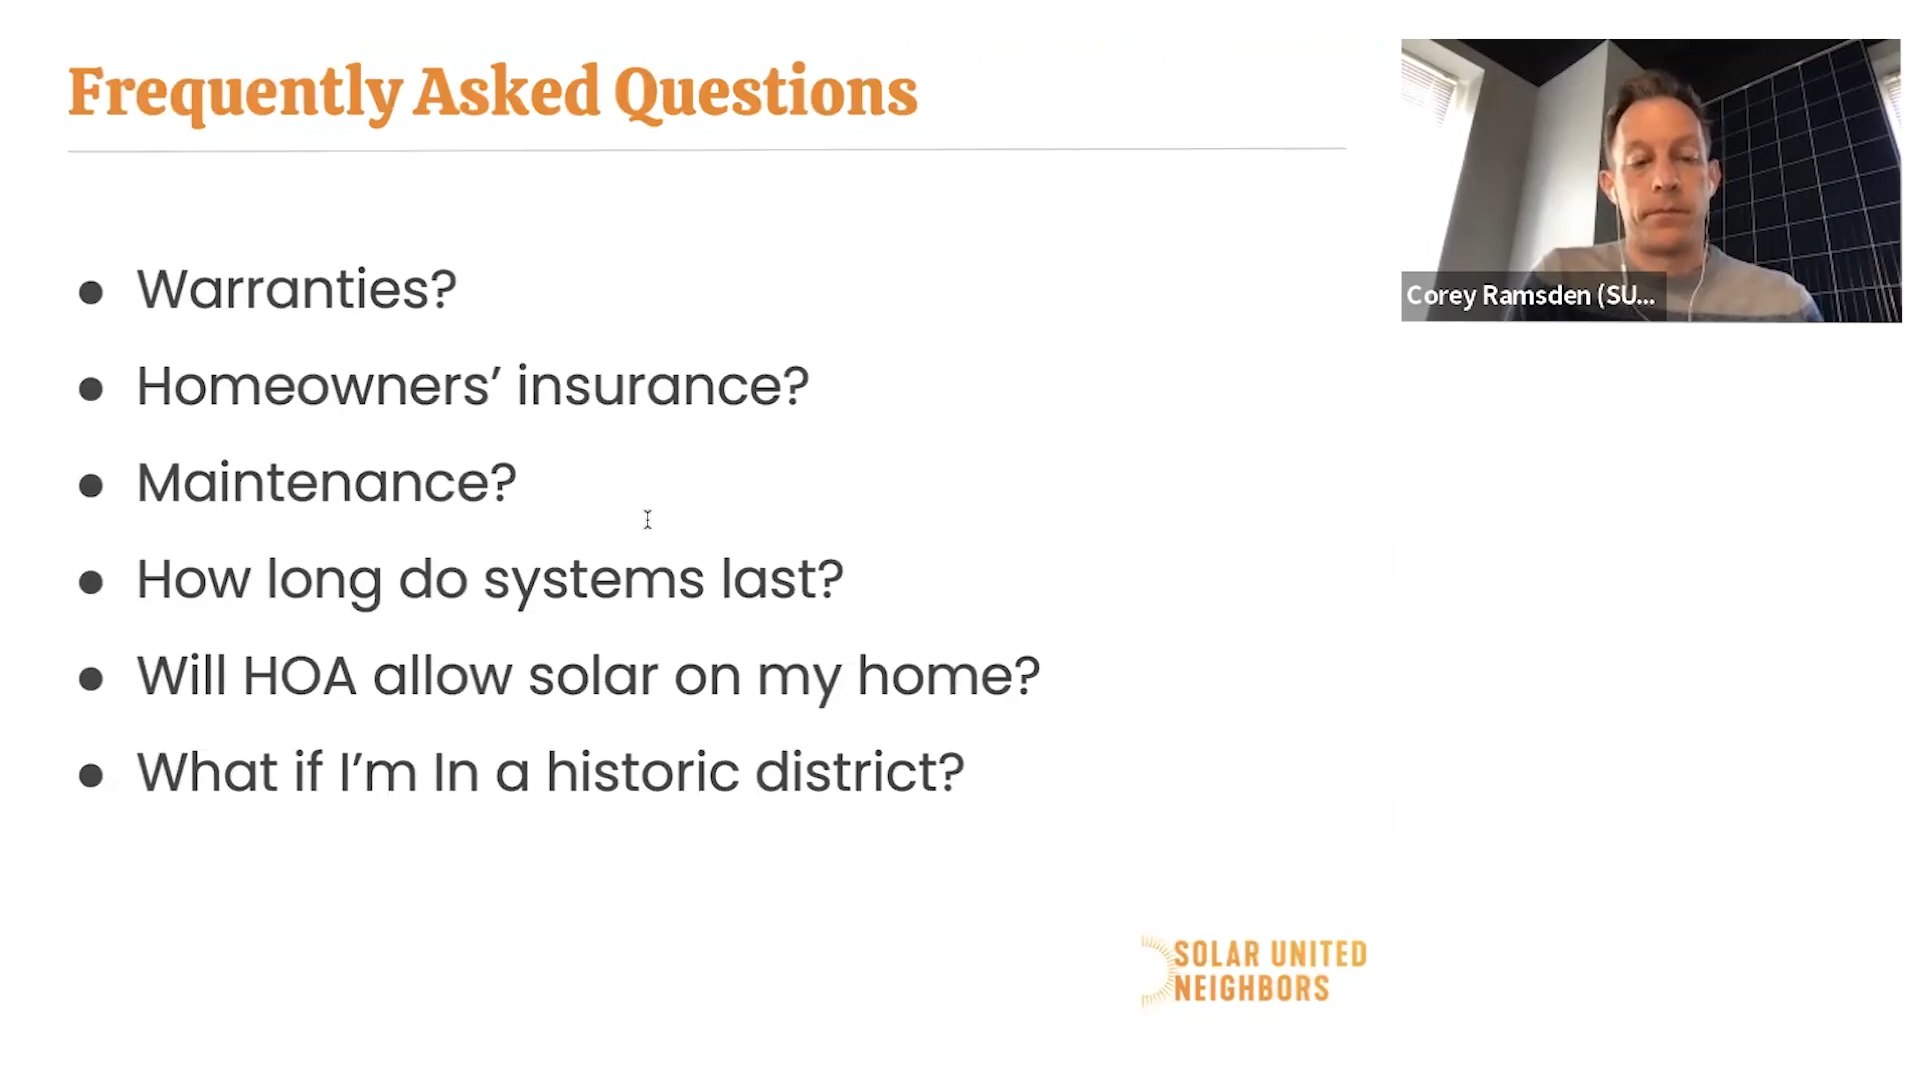 Frequently Asked Questions
Corey Ramsden (SU...
● Warranties?
● Homeowners’ insurance?
● Maintenance?
● How long do systems last?
● Will HOA allow solar on my home?
● What if I’m In a historic district?
SOLAR UNITED
NEIGHBORS